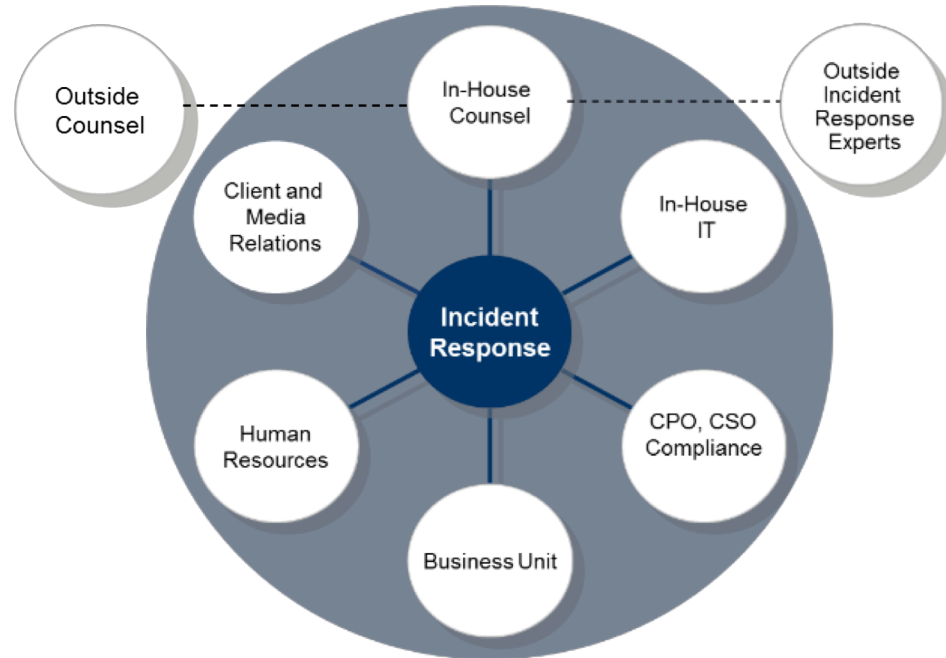 Outside
Counsel
In-House
Counsel
Outside
Incident
Response
Experts
Client and
Media
Relations
In-House
IT
Incident
Response
Human
Resources
CPO, CSO
Compliance
Business Unit